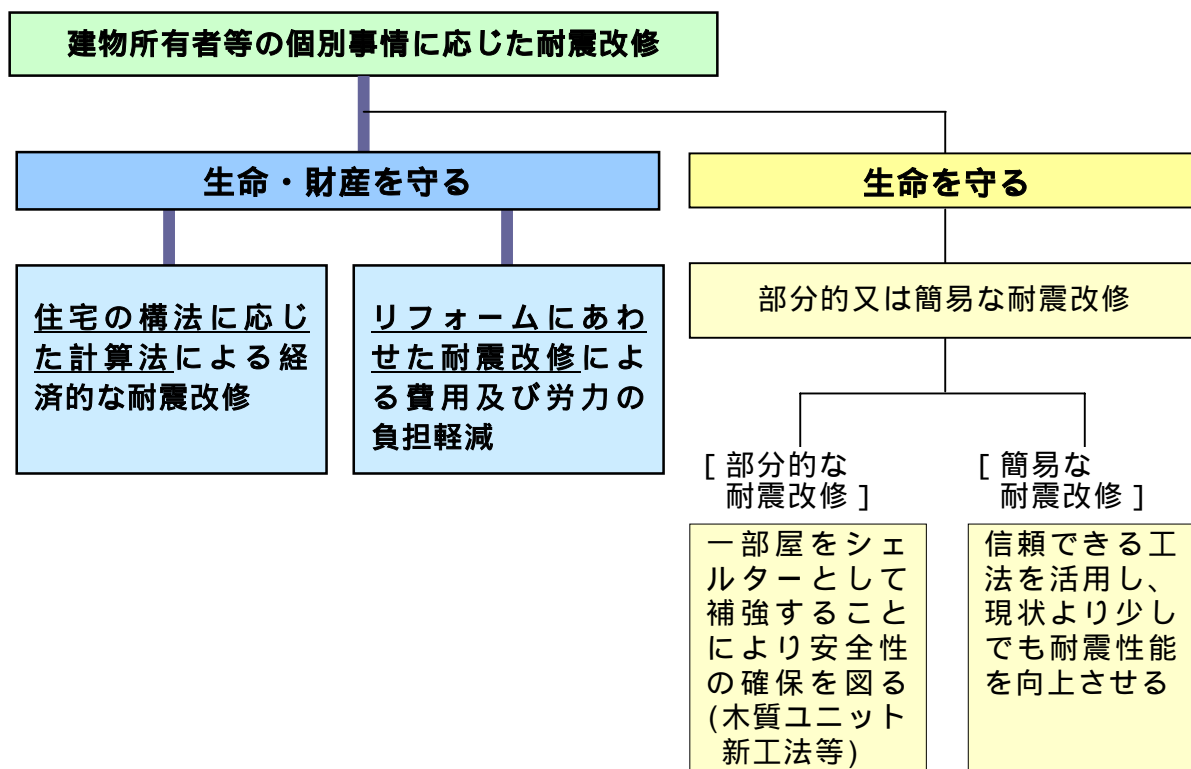 建物所有者等の個別事情に応じた耐震改修
生命・財産を守る
生命を守る
住宅の構法に応じ
た計算法による経
済的な耐震改修
リフォームにあわ
せた耐震改修によ
る費用及び労力の
負担軽減
部分的又は簡易な耐震改修
[ 部分的な
耐震改修 ]
[ 簡易な
耐震改修 ]
一部屋をシェ
ルターとして
補強すること
により安全性
の確保を図る
(木質ユニット
新工法等)
信頼できる工
法を活用し、
現状より少し
でも耐震性能
を向上させる